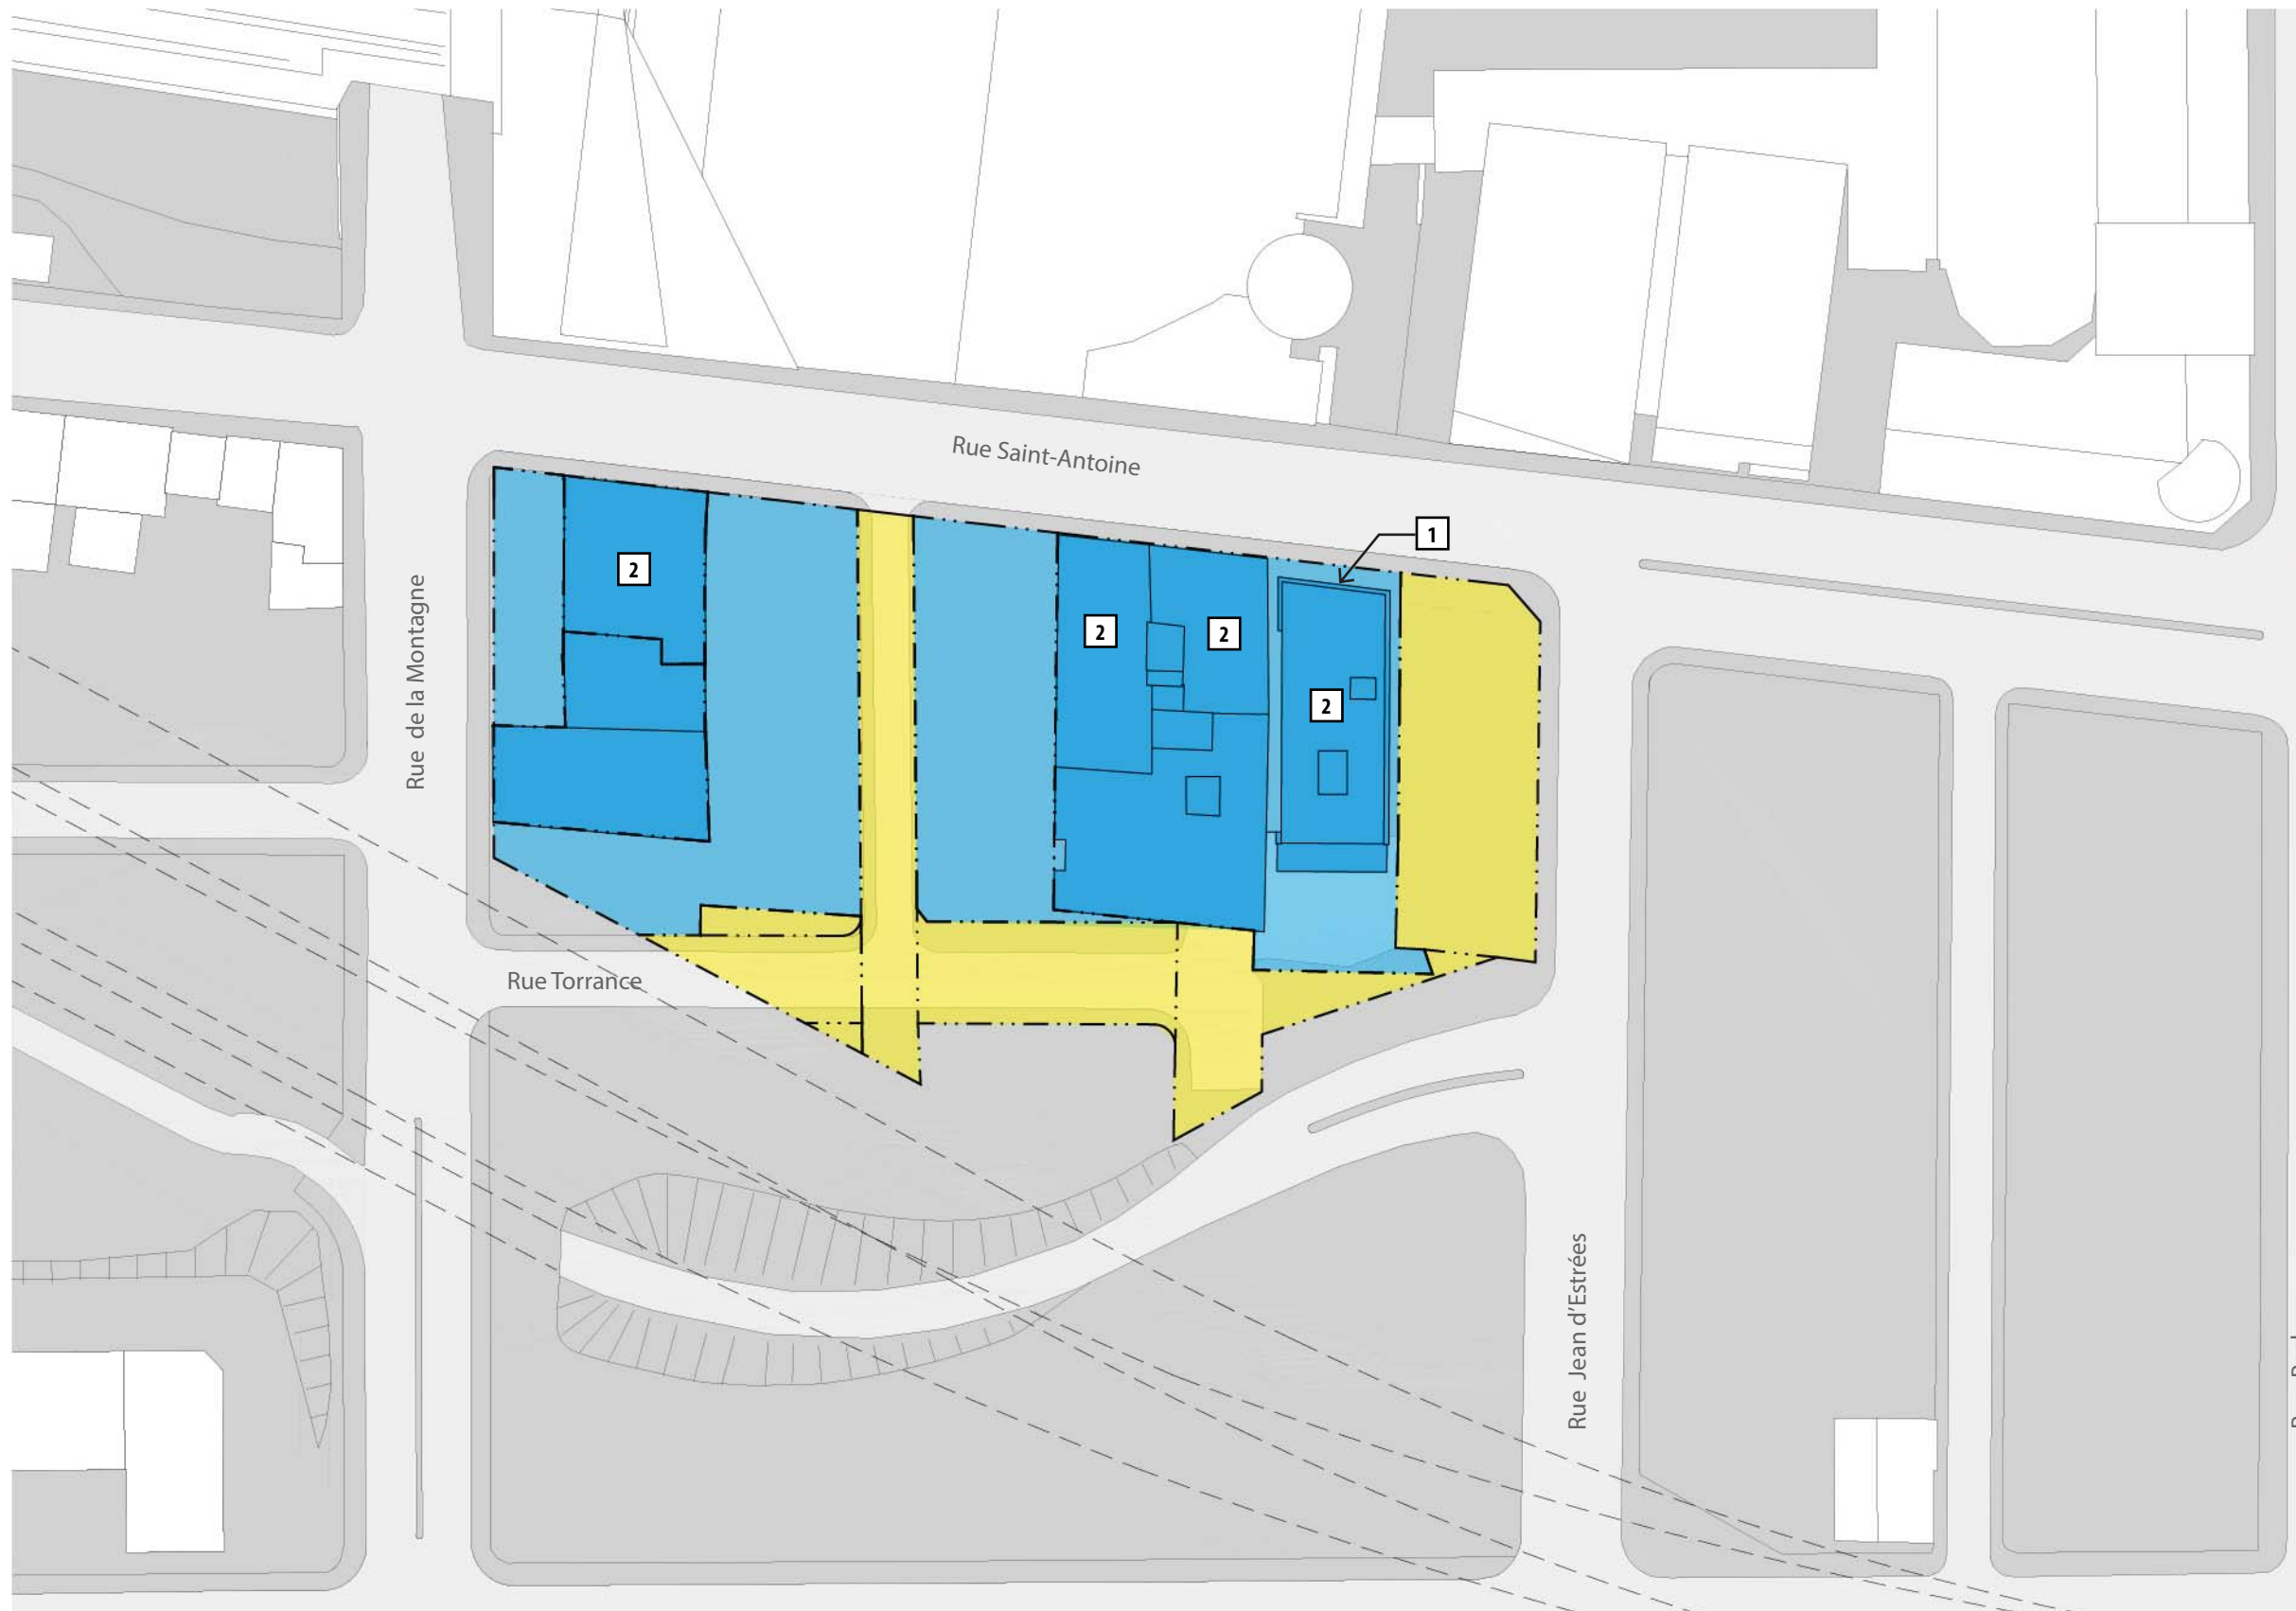 Rue Saint-Antoine
1
2
2
2
2
Rue de la Montagne
Rue Torrance
Rue Jean d'Estrées